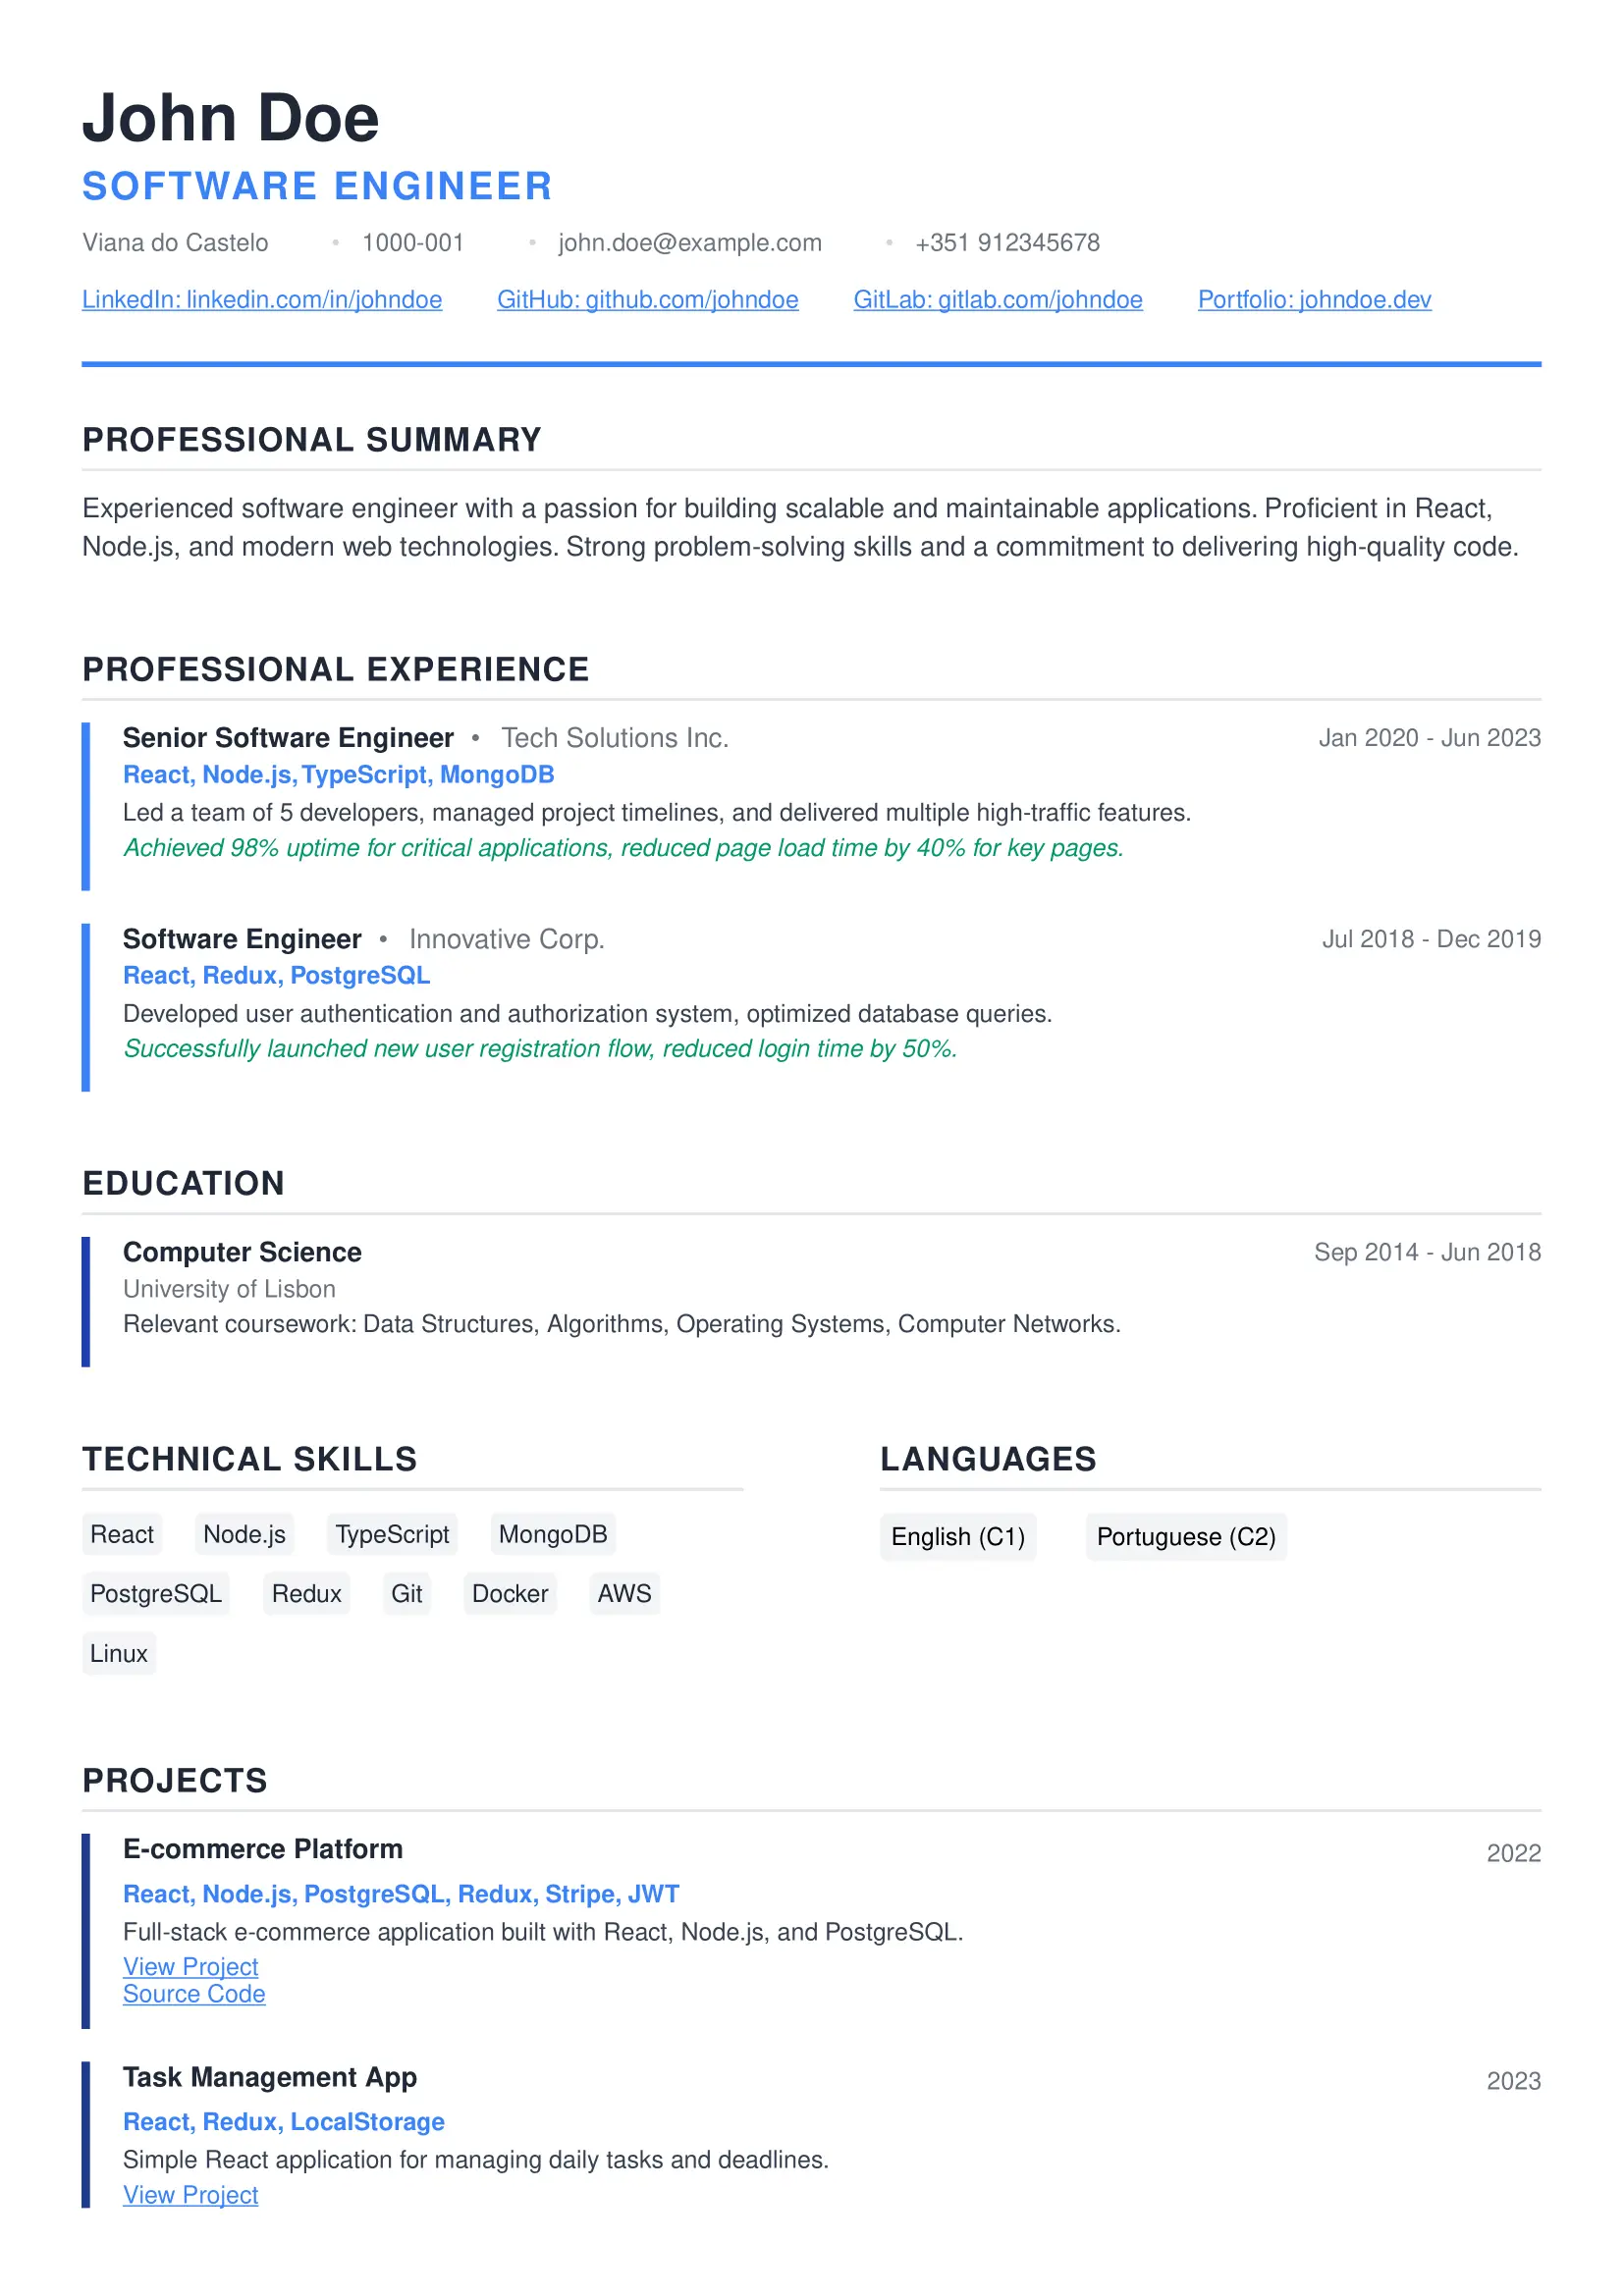 John Doe
SOFTWARE ENGINEER
Viana do Castelo • 1000-001 • john.doe@example.com • +351 912345678
LinkedIn: linkedin.com/in/johndoe GitHub: github.com/johndoe GitLab: gitlab.com/johndoe Portfolio: johndoe.dev
PROFESSIONAL SUMMARY
Experienced software engineer with a passion for building scalable and maintainable applications. Proficient in React,
Node.js, and modern web technologies. Strong problem-solving skills and a commitment to delivering high-quality code.
PROFESSIONAL EXPERIENCE
Senior Software Engineer • Tech Solutions Inc. Jan 2020 - Jun 2023
React, Node.js, TypeScript, MongoDB
Led a team of 5 developers, managed project timelines, and delivered multiple high-traffic features.
Achieved 98% uptime for critical applications, reduced page load time by 40% for key pages.
Software Engineer • Innovative Corp. Jul 2018 - Dec 2019
React, Redux, PostgreSQL
Developed user authentication and authorization system, optimized database queries.
Successfully launched new user registration flow, reduced login time by 50%.
EDUCATION
Computer Science Sep 2014 - Jun 2018
University of Lisbon
Relevant coursework: Data Structures, Algorithms, Operating Systems, Computer Networks.
TECHNICAL SKILLS
React Node.js TypeScript MongoDB
PostgreSQL Redux Git Docker AWS
Linux
LANGUAGES
English (C1) Portuguese (C2)
PROJECTS
E-commerce Platform 2022
React, Node.js, PostgreSQL, Redux, Stripe, JWT
Full-stack e-commerce application built with React, Node.js, and PostgreSQL.
View Project
Source Code
Task Management App 2023
React, Redux, LocalStorage
Simple React application for managing daily tasks and deadlines.
View Project